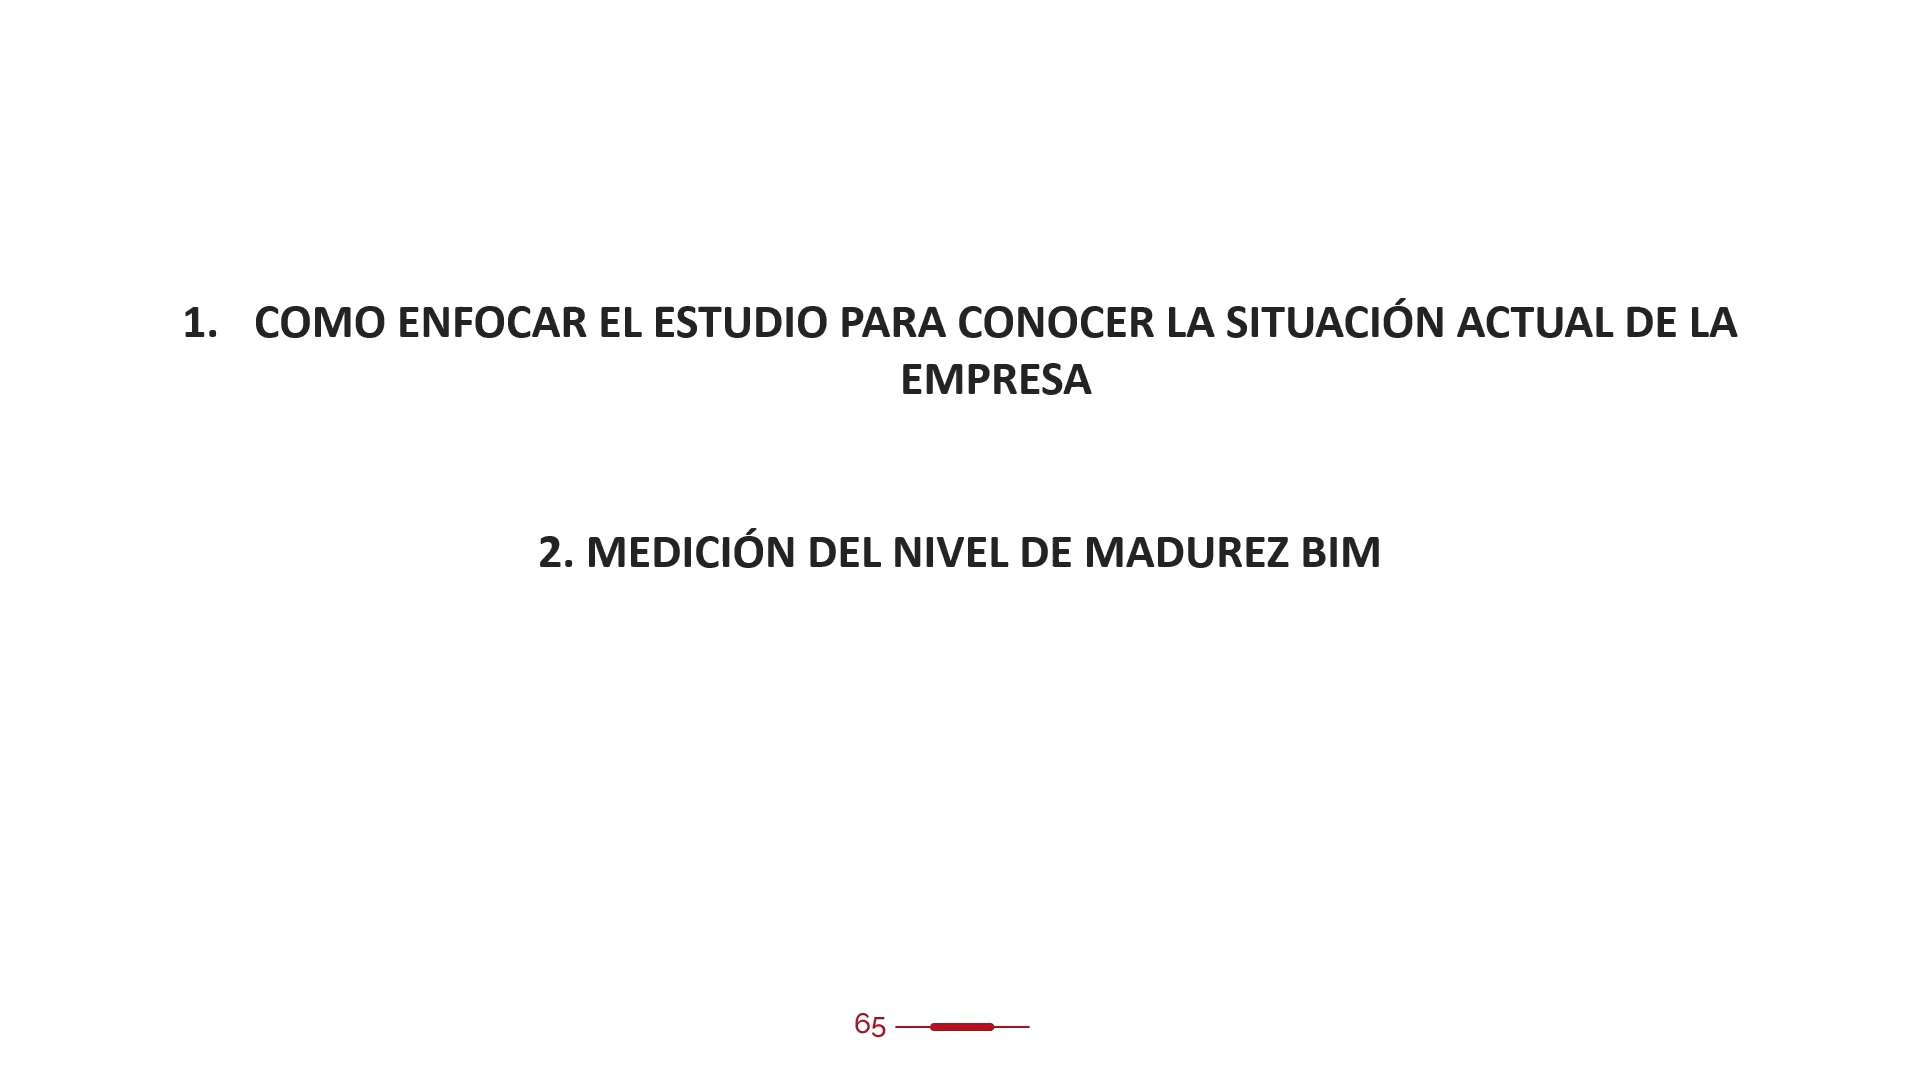 1. COMO ENFOCAR EL ESTUDIO PARA CONOCER LA SITUACIÓN ACTUAL DE LA
EMPRESA
2. MEDICIÓN DEL NIVEL DE MADUREZ BIM
65